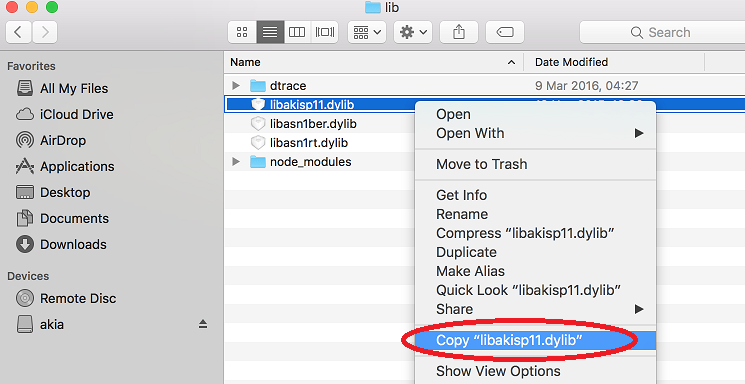 lib
Search
Name Date Modified
Favorites
All My Files
iCloud Drive
AirDrop
Applications
Desktop
Documents
Downloads
Devices
Remote Disc
akia
dtrace 9 Mar 2016, 04:27
libakisp11.dylib
libasn1ber.dylib
libasn1rt.dylib
node_modules
Open
Open With
Move to Trash
Get Info
Rename
Compress “libakisp11.dylib”
Duplicate
Make Alias
Quick Look “libakisp11.dylib”
Share
Copy “libakisp11.dylib”
Show View Options